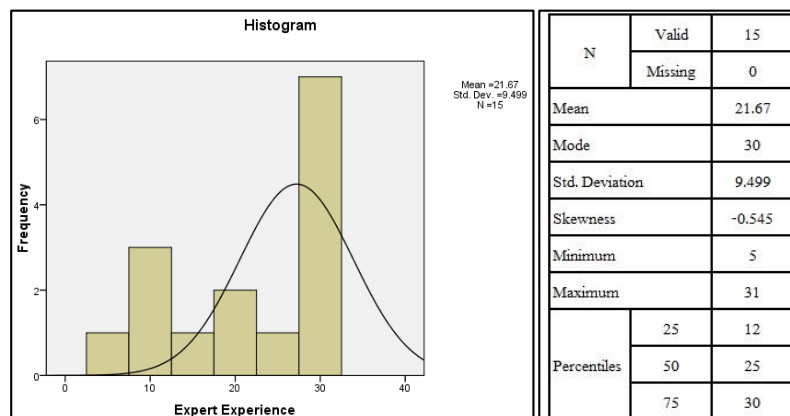 Histogram
Mean =21.67
Std. Dev. =9.499
N =15
Frequency
6
4
2
0
0 10 20 30 40
Expert Experience
N Valid 15
Missing 0
Mean 21.67
Mode 30
Std. Deviation 9.499
Skewness -0.545
Minimum 5
Maximum 31
Percentiles 25 12
50 25
75 30